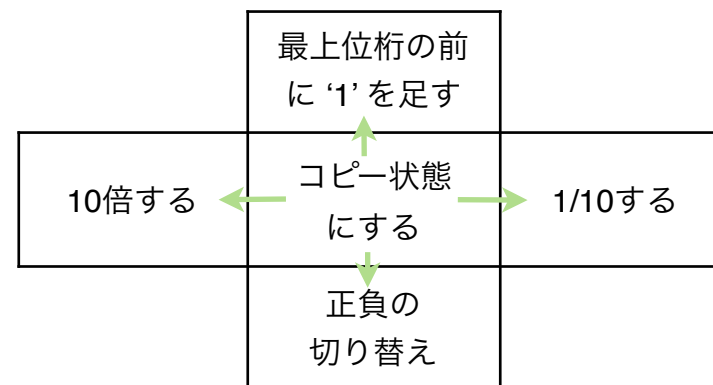 最上位桁の前
に ‘1’ を足す
10倍する
コピー状態
にする
1/10する
正負の
切り替え